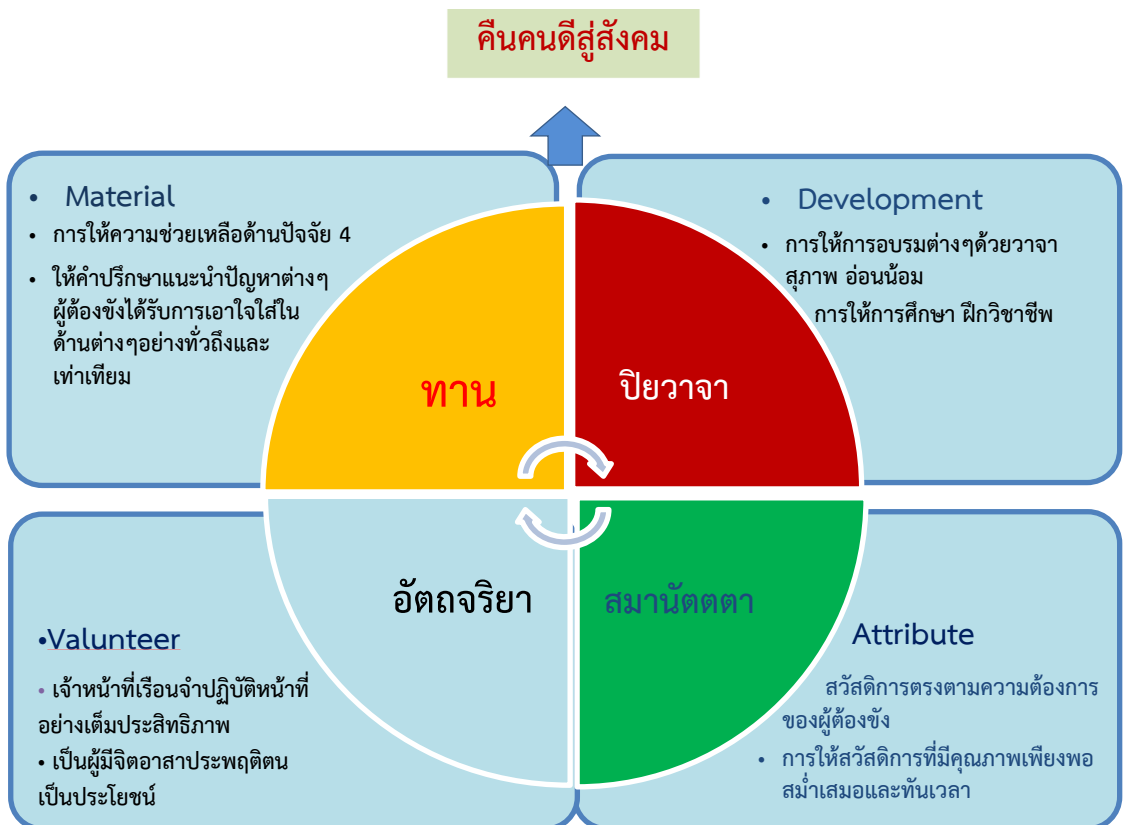 คืนคนดีสู่สังคม
• Material
• การให้ความช่วยเหลือด้านปัจจัย 4
• ให้คำปรึกษาแนะนำปัญหาต่างๆ
ผู้ต้องขังได้รับการเอาใจใส่ใน
ด้านต่างๆอย่างทั่วถึงและ
เท่าเทียม
• Development
• การให้การอบรมต่างๆด้วยวาจา
สุภาพ อ่อนน้อม
การให้การศึกษา ฝึกวิชาชีพ
ทาน
ปิยวาจา
อัตถจริยา
สมานัตตตา
•Valunteer
• เจ้าหน้าที่เรือนจำปฏิบัติหน้าที่
อย่างเต็มประสิทธิภาพ
• เป็นผู้มีจิตอาสาประพฤติตน
เป็นประโยชน์
Attribute
สวัสดิการตรงตามความต้องการ
ของผู้ต้องขัง
• การให้สวัสดิการที่มีคุณภาพเพียงพอ
สม่ำเสมอและทันเวลา